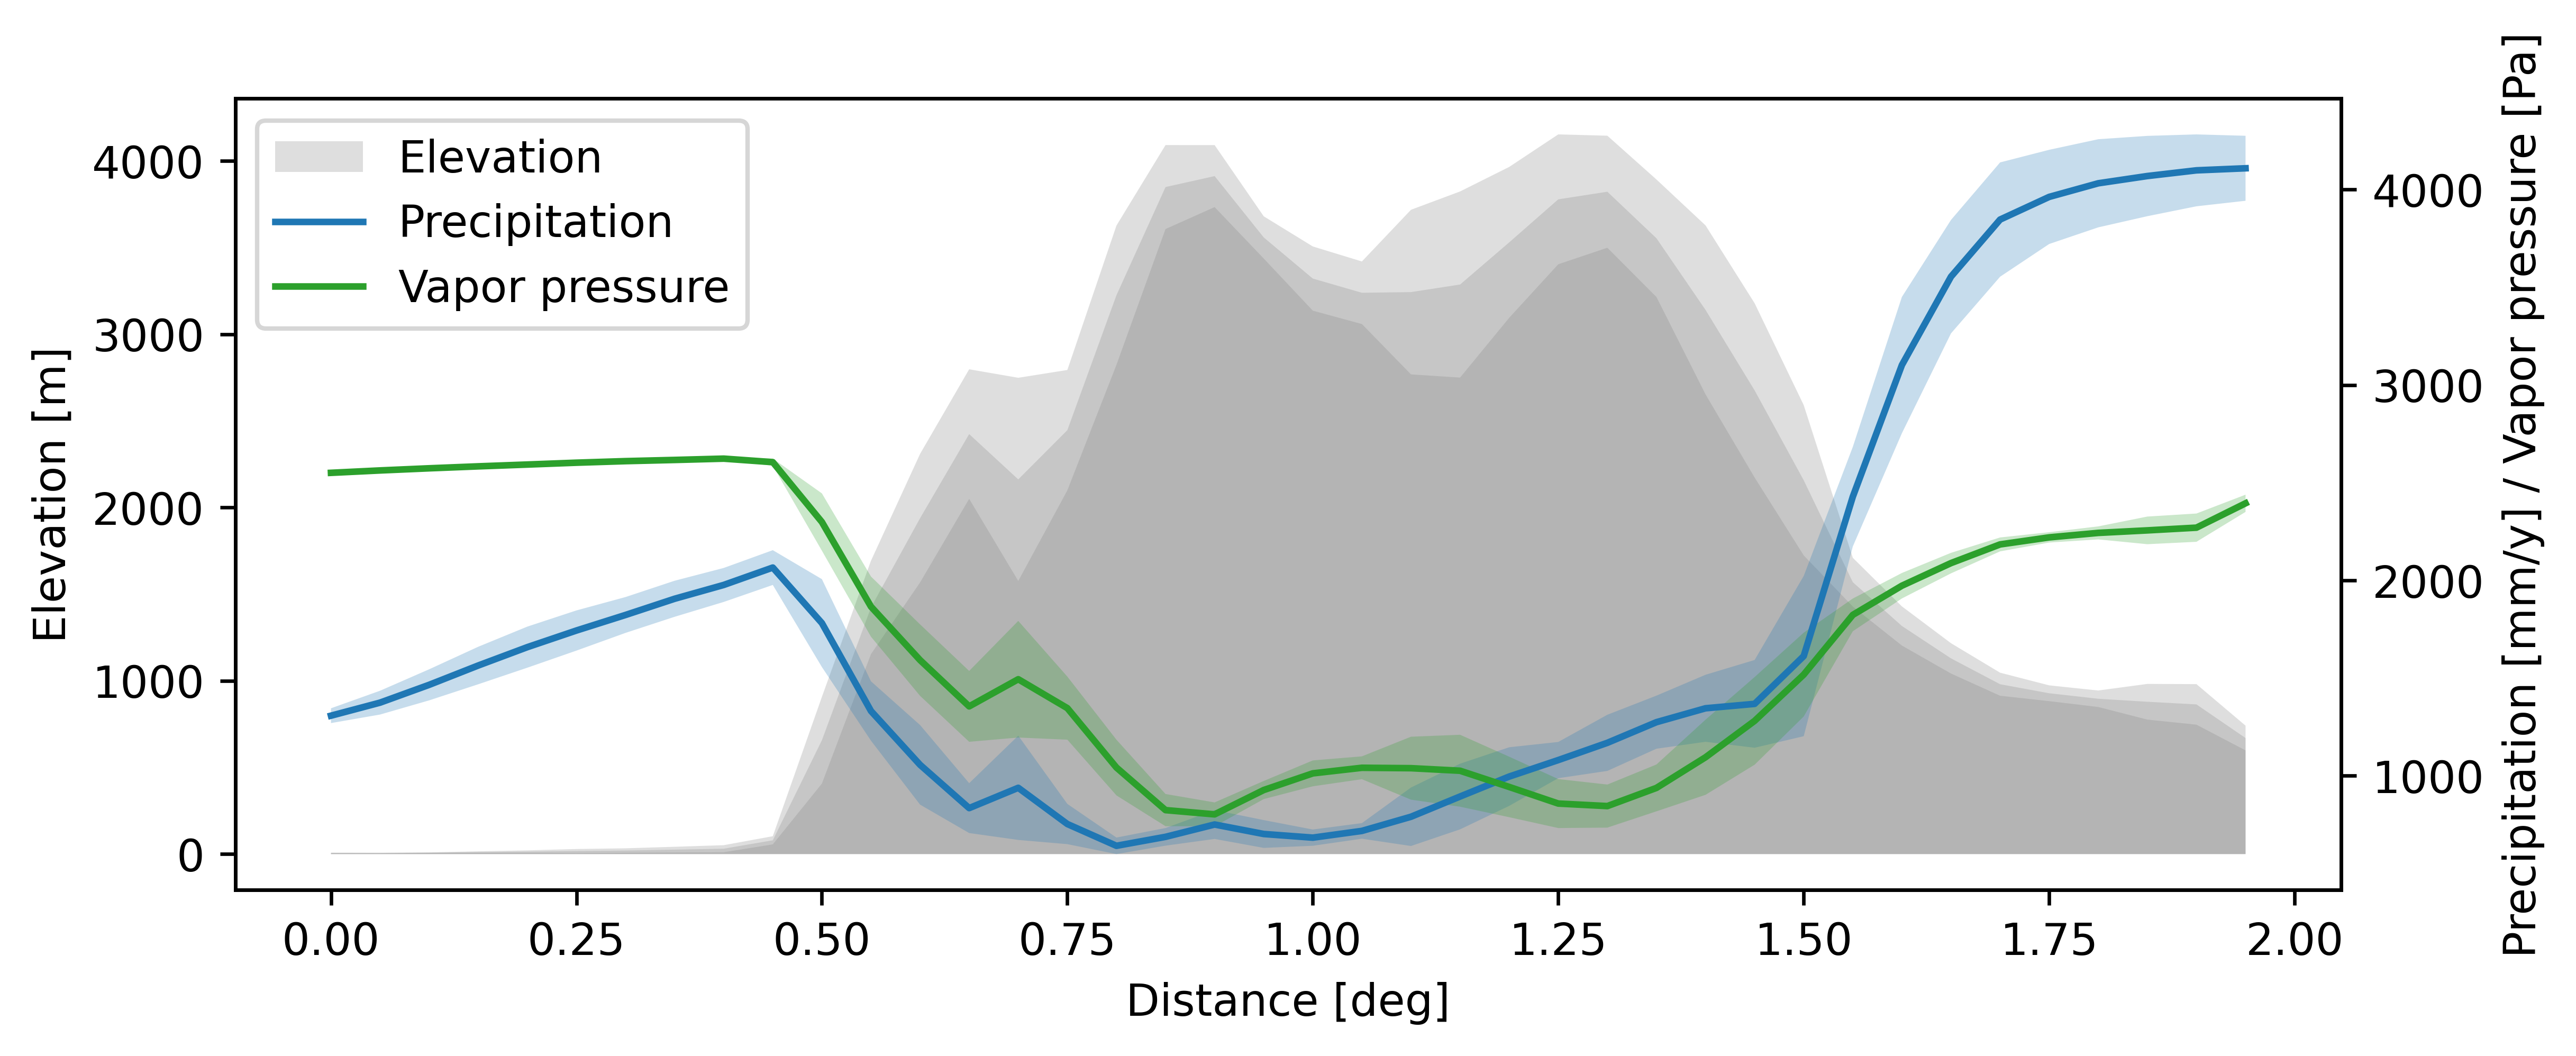 Elevation
Precipitation
Vapor pressure
Elevation [m]
4000
3000
2000
1000
0
Precipitation [mm/y] / Vapor pressure [Pa]
4000
3000
2000
1000
0.00 0.25 0.50 0.75 1.00 1.25 1.50 1.75 2.00
Distance [deg]